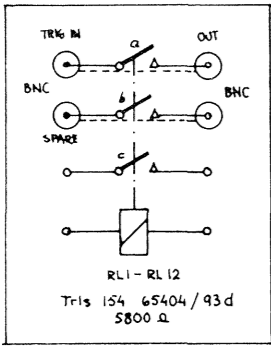 TRIG IN
OUT
a
BNC
BNC
b
SPARE
c
RL1-RL12
Tris 154 65404/93d
5800 Ω